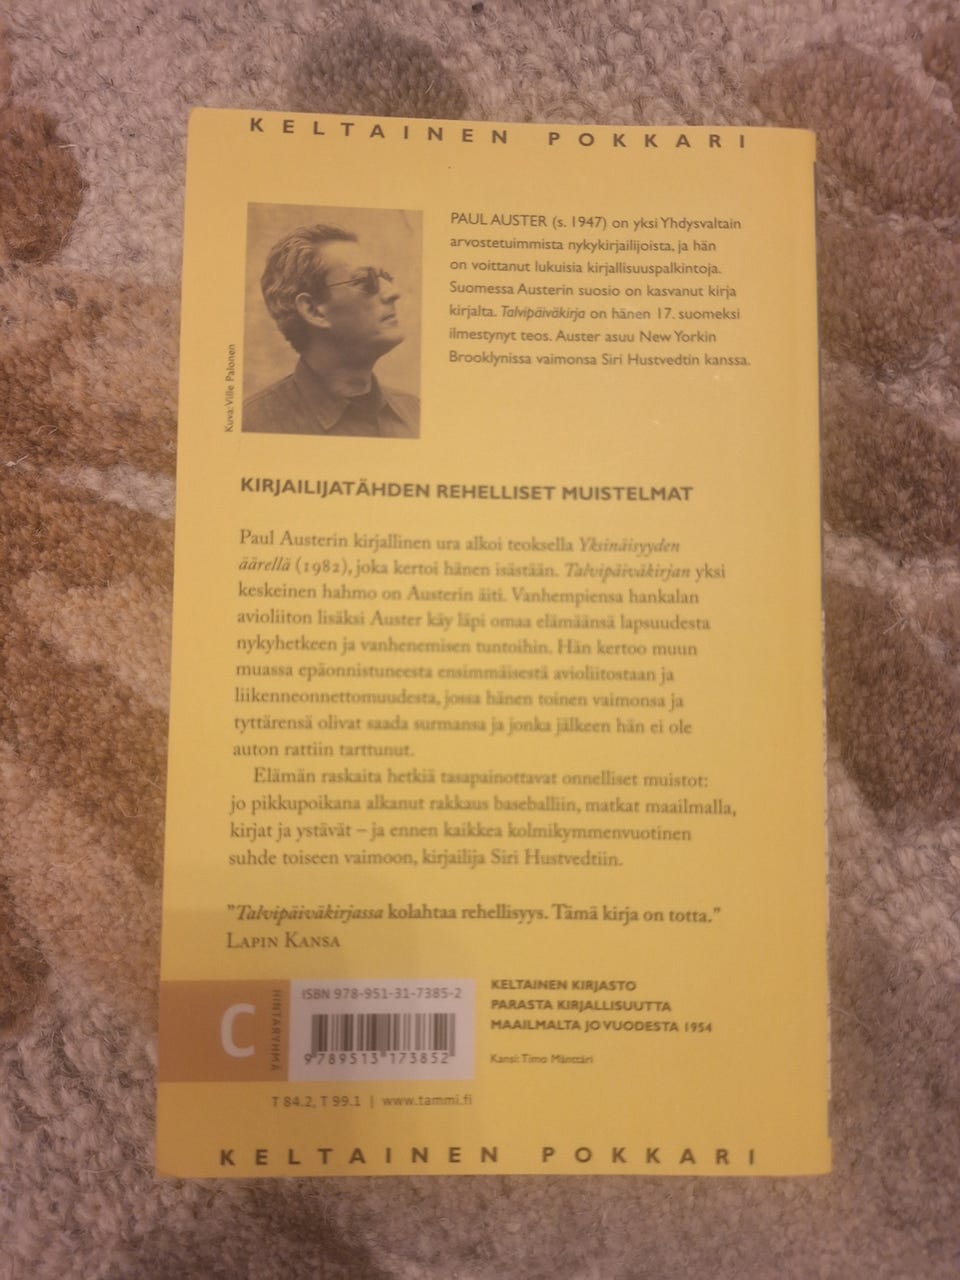 KELTAINEN POKKARI
PAUL AUSTER (s. 1947) on yksi Yhdysvaltain
arvostetuimmista nykykirjailijoista, ja hän
on voittanut lukuisia kirjallisuuspalkintoja.
Suomessa Austerin suosio on kasvanut kirja
kirjalta. Talvipäiväkirja on hänen 17. suomeksi
ilmestynyt teos. Auster asuu New Yorkin
Brooklynissa vaimonsa Siri Hustvedtin kanssa.
Kuva: Ville Palonen
KIRJAILIJATÄHDEN REHELLISET MUISTELMAT
Paul Austerin kirjallinen ura alkoi teoksella Yksinäisyyden
äärellä (1982), joka kertoi hänen isästään. Talvipäiväkirjan yksi
keskeinen hahmo on Austerin äiti. Vanhempiensa hankalan
avioliiton lisäksi Auster käy läpi omaa elämäänsä lapsuudesta
nykyhetkeen ja vanhenemisen tuntoihin. Hän kertoo muun
muassa epäonnistuneesta ensimmäisestä avioliitostaan ja
liikenneonnettomuudesta, jossa hänen toinen vaimonsa ja
tyttärensä olivat saada surmansa ja jonka jälkeen hän ei ole
auton rattiin tarttunut.
Elämän raskaita hetkiä tasapainottavat onnelliset muistot:
jo pikkupoikana alkanut rakkaus baseballiin, matkat maailmalla,
kirjat ja ystävät – ja ennen kaikkea kolmikymmenvuotinen
suhde toiseen vaimoon, kirjailija Siri Hustvedtiin.
"Talvipäiväkirjassa kolahtaa rehellisyys. Tämä kirja on totta."
LAPIN KANSA
C
HINTARYHMÄ
ISBN 978-951-31-7385-2
9789513173852
KELTAINEN KIRJASTO
PARASTA KIRJALLISUUTTA
MAAILMALTA JO VUODESTA 1954
Kansi: Timo Mänttäri
T 84.2, T 99.1 | www.tammi.fi
KELTAINEN POKKARI